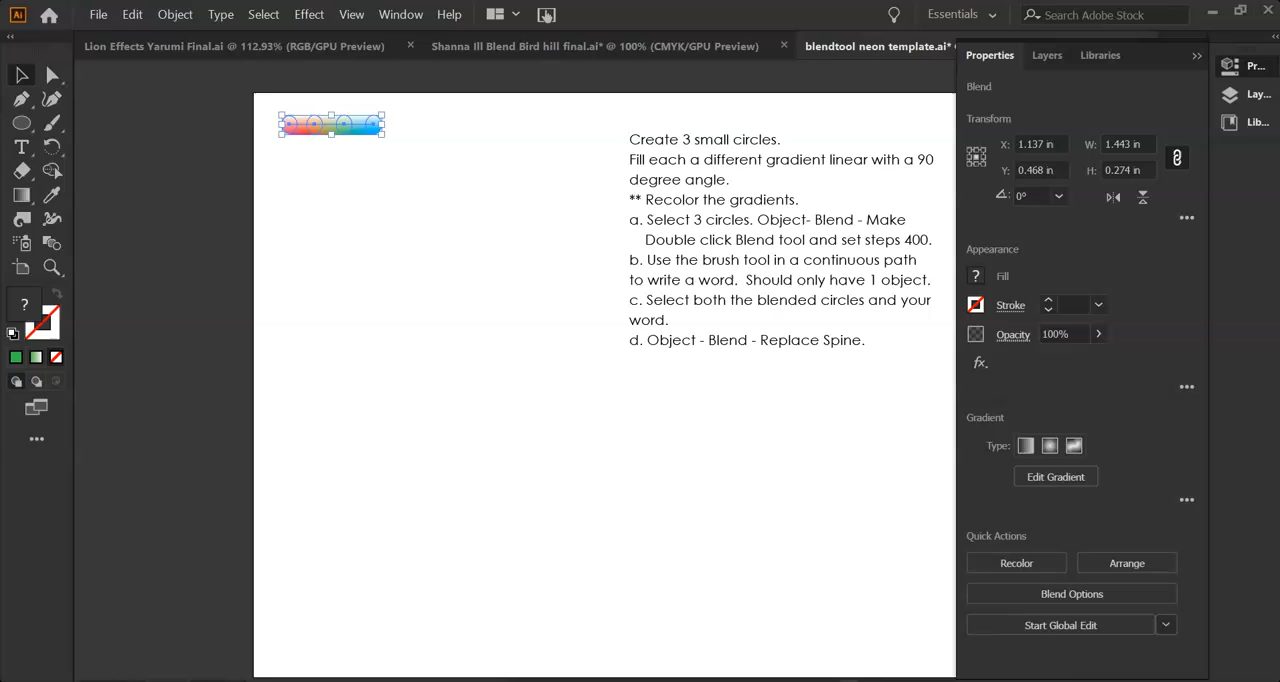 Ai File Edit Object Type Select Effect View Window Help Essentials Search Adobe Stock
Lion Effects Yarumi Final.ai @ 112.93% (RGB/GPU Preview) × Shanna Ill Blend Bird hill final.ai* @ 100% (CMYK/GPU Preview) × blendtool neon template.ai*
Properties Layers Libraries
Pr...
Blend
Lay...
Transform
Lib...
X: 1.137 in W: 1.443 in
Y: 0.468 in H: 0.274 in
0°
Create 3 small circles.
Fill each a different gradient linear with a 90
degree angle.
** Recolor the gradients.
a. Select 3 circles. Object- Blend - Make
Double click Blend tool and set steps 400.
b. Use the brush tool in a continuous path
to write a word. Should only have 1 object.
c. Select both the blended circles and your
word.
d. Object - Blend - Replace Spine.
Appearance
? Fill
Stroke
Opacity 100%
fx.
?
Gradient
Type:
Edit Gradient
Quick Actions
Recolor Arrange
Blend Options
Start Global Edit